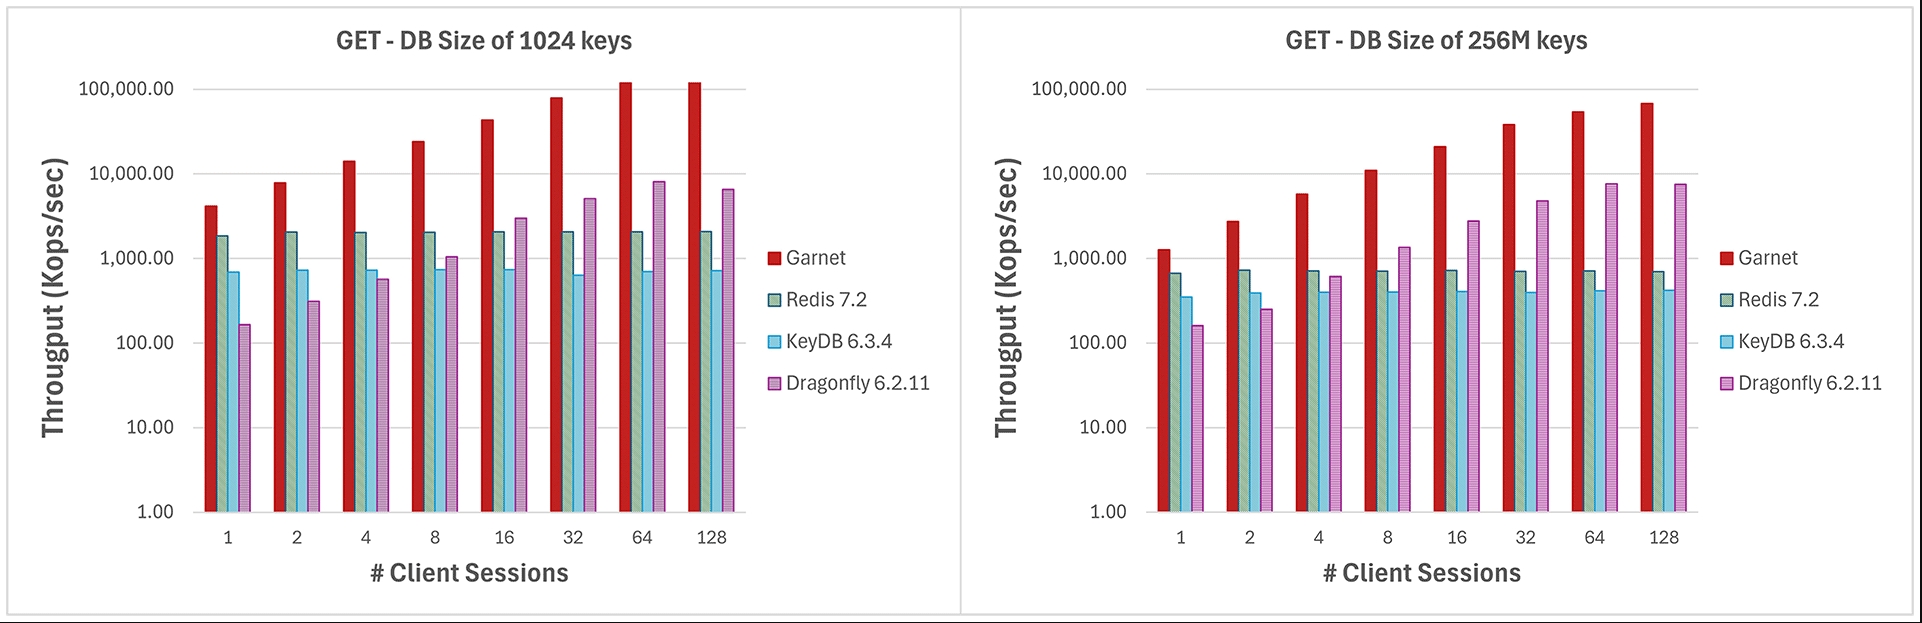 GET - DB Size of 1024 keys
Througput (Kops/sec)
100,000.00
10,000.00
1,000.00
100.00
10.00
1.00
1 2 4 8 16 32 64 128
# Client Sessions
Garnet
Redis 7.2
KeyDB 6.3.4
Dragonfly 6.2.11
GET - DB Size of 256M keys
Througput (Kops/sec)
100,000.00
10,000.00
1,000.00
100.00
10.00
1.00
1 2 4 8 16 32 64 128
# Client Sessions
Garnet
Redis 7.2
KeyDB 6.3.4
Dragonfly 6.2.11